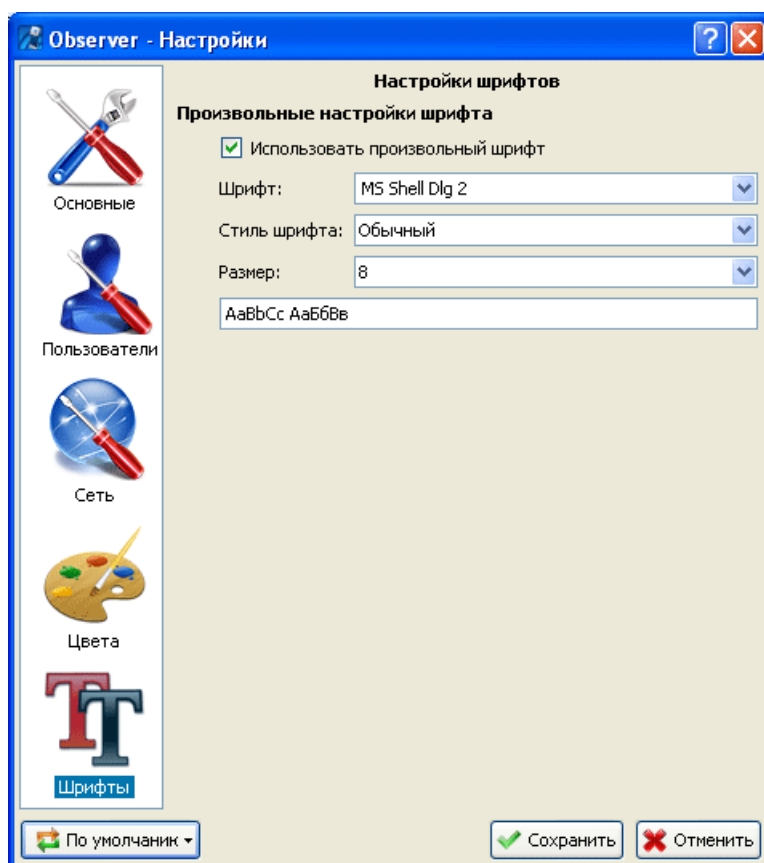 Observer - Настройки
Настройки шрифтов
Произвольные настройки шрифта
Использовать произвольный шрифт
Шрифт: MS Shell Dlg 2
Стиль шрифта: Обычный
Размер: 8
AaBbCc АаБбВв
Основные
Пользователи
Сеть
Цвета
Шрифты
По умолчаник Сохранить Отменить